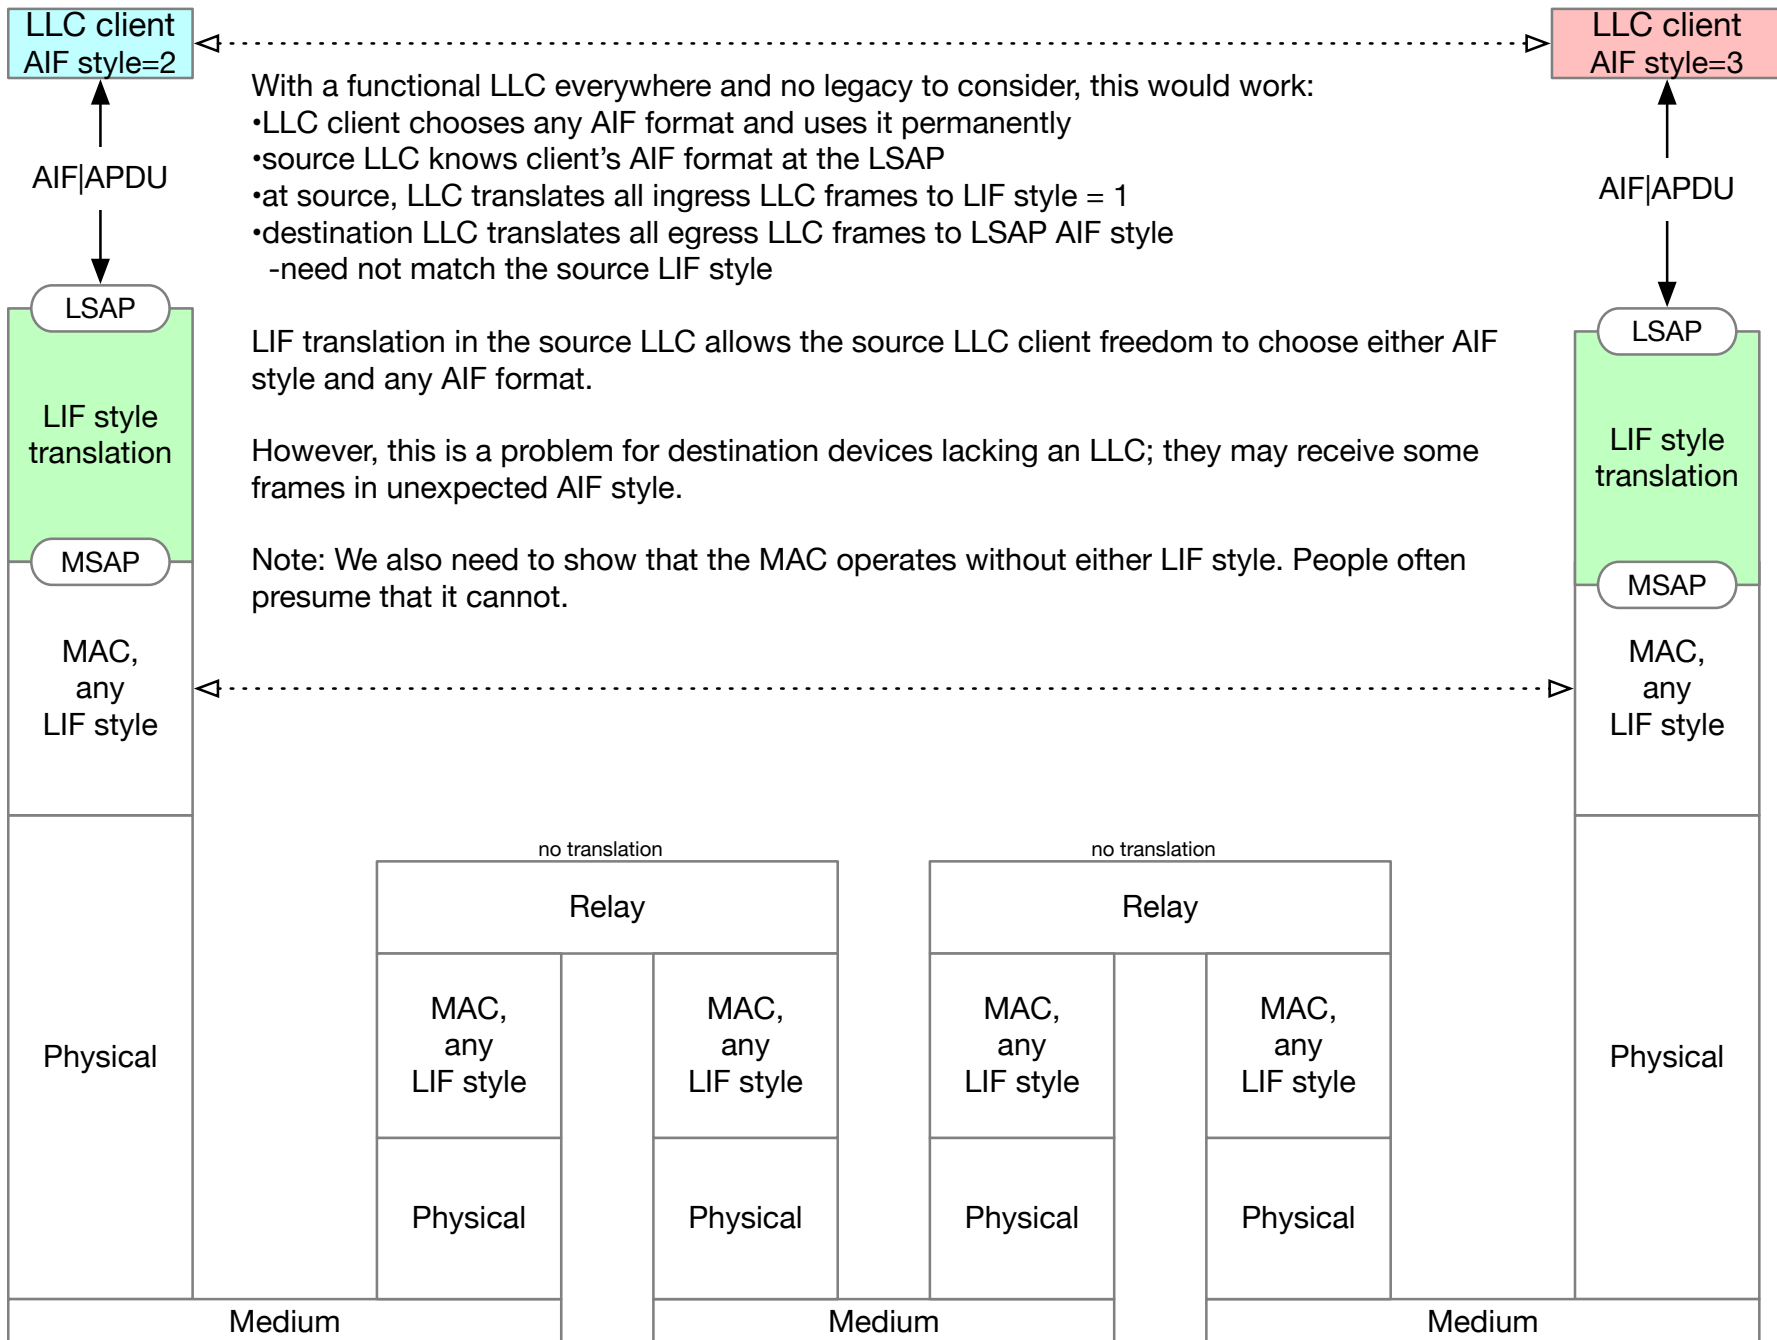 LLC client
AIF style=2
LLC client
AIF style=3
With a functional LLC everywhere and no legacy to consider, this would work:
•LLC client chooses any AIF format and uses it permanently
•source LLC knows client’s AIF format at the LSAP
•at source, LLC translates all ingress LLC frames to LIF style = 1
•destination LLC translates all egress LLC frames to LSAP AIF style
-need not match the source LIF style
AIF|APDU
AIF|APDU
LSAP
LSAP
LIF translation in the source LLC allows the source LLC client freedom to choose either AIF
style and any AIF format.
LIF style
translation
LIF style
translation
However, this is a problem for destination devices lacking an LLC; they may receive some
frames in unexpected AIF style.
MSAP
MSAP
Note: We also need to show that the MAC operates without either LIF style. People often
presume that it cannot.
MAC,
any
LIF style
MAC,
any
LIF style
no translation
no translation
Relay
Relay
MAC,
any
LIF style
MAC,
any
LIF style
MAC,
any
LIF style
MAC,
any
LIF style
Physical
Physical
Physical
Physical
Physical
Physical
Medium
Medium
Medium